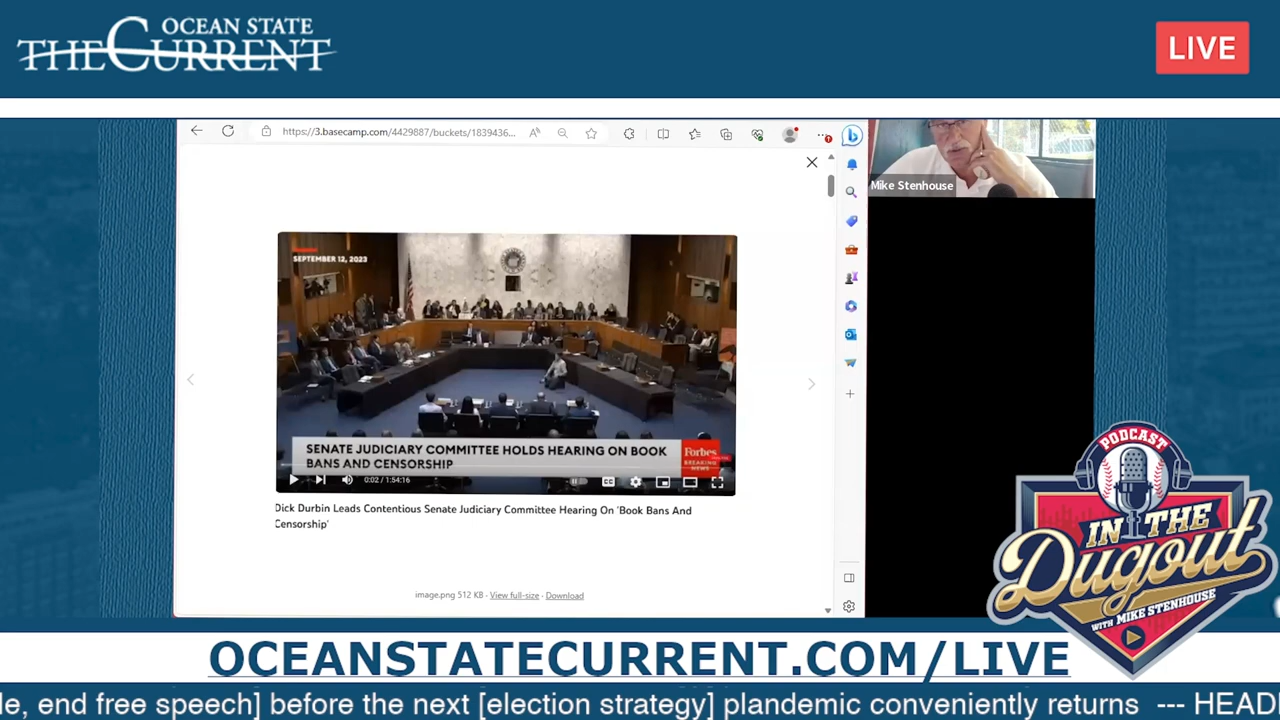 OCEAN STATE
THE CURRENT
LIVE
https://3.basecamp.com/4429887/buckets/1839436...
Mike Stenhouse
SEPTEMBER 12, 2023
SENATE JUDICIARY COMMITTEE HOLDS HEARING ON BOOK
BANS AND CENSORSHIP
Forbes
BREAKING
NEWS
0:02 / 1:54:16
CC
Dick Durbin Leads Contentious Senate Judiciary Committee Hearing On 'Book Bans And
Censorship'
image.png 512 KB · View full-size · Download
PODCAST
IN THE
Dugout
WITH MIKE STENHOUSE
OCEANSTATECURRENT.COM/LIVE
le, end free speech] before the next [election strategy] plandemic conveniently returns --- HEADI